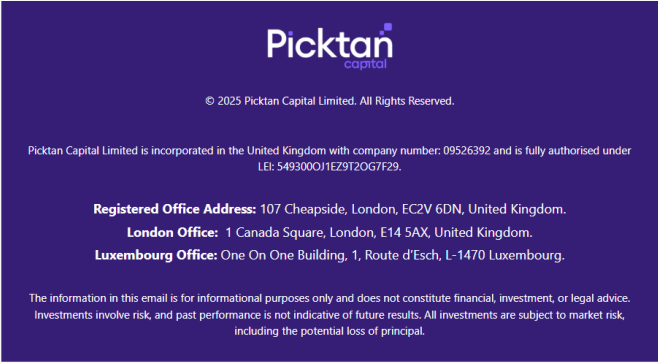 Picktan
capital
© 2025 Picktan Capital Limited. All Rights Reserved.
Picktan Capital Limited is incorporated in the United Kingdom with company number: 09526392 and is fully authorised under
LEI: 549300OJ1EZ9T2OG7F29.
Registered Office Address: 107 Cheapside, London, EC2V 6DN, United Kingdom.
London Office: 1 Canada Square, London, E14 5AX, United Kingdom.
Luxembourg Office: One On One Building, 1, Route d’Esch, L-1470 Luxembourg.
The information in this email is for informational purposes only and does not constitute financial, investment, or legal advice.
Investments involve risk, and past performance is not indicative of future results. All investments are subject to market risk,
including the potential loss of principal.